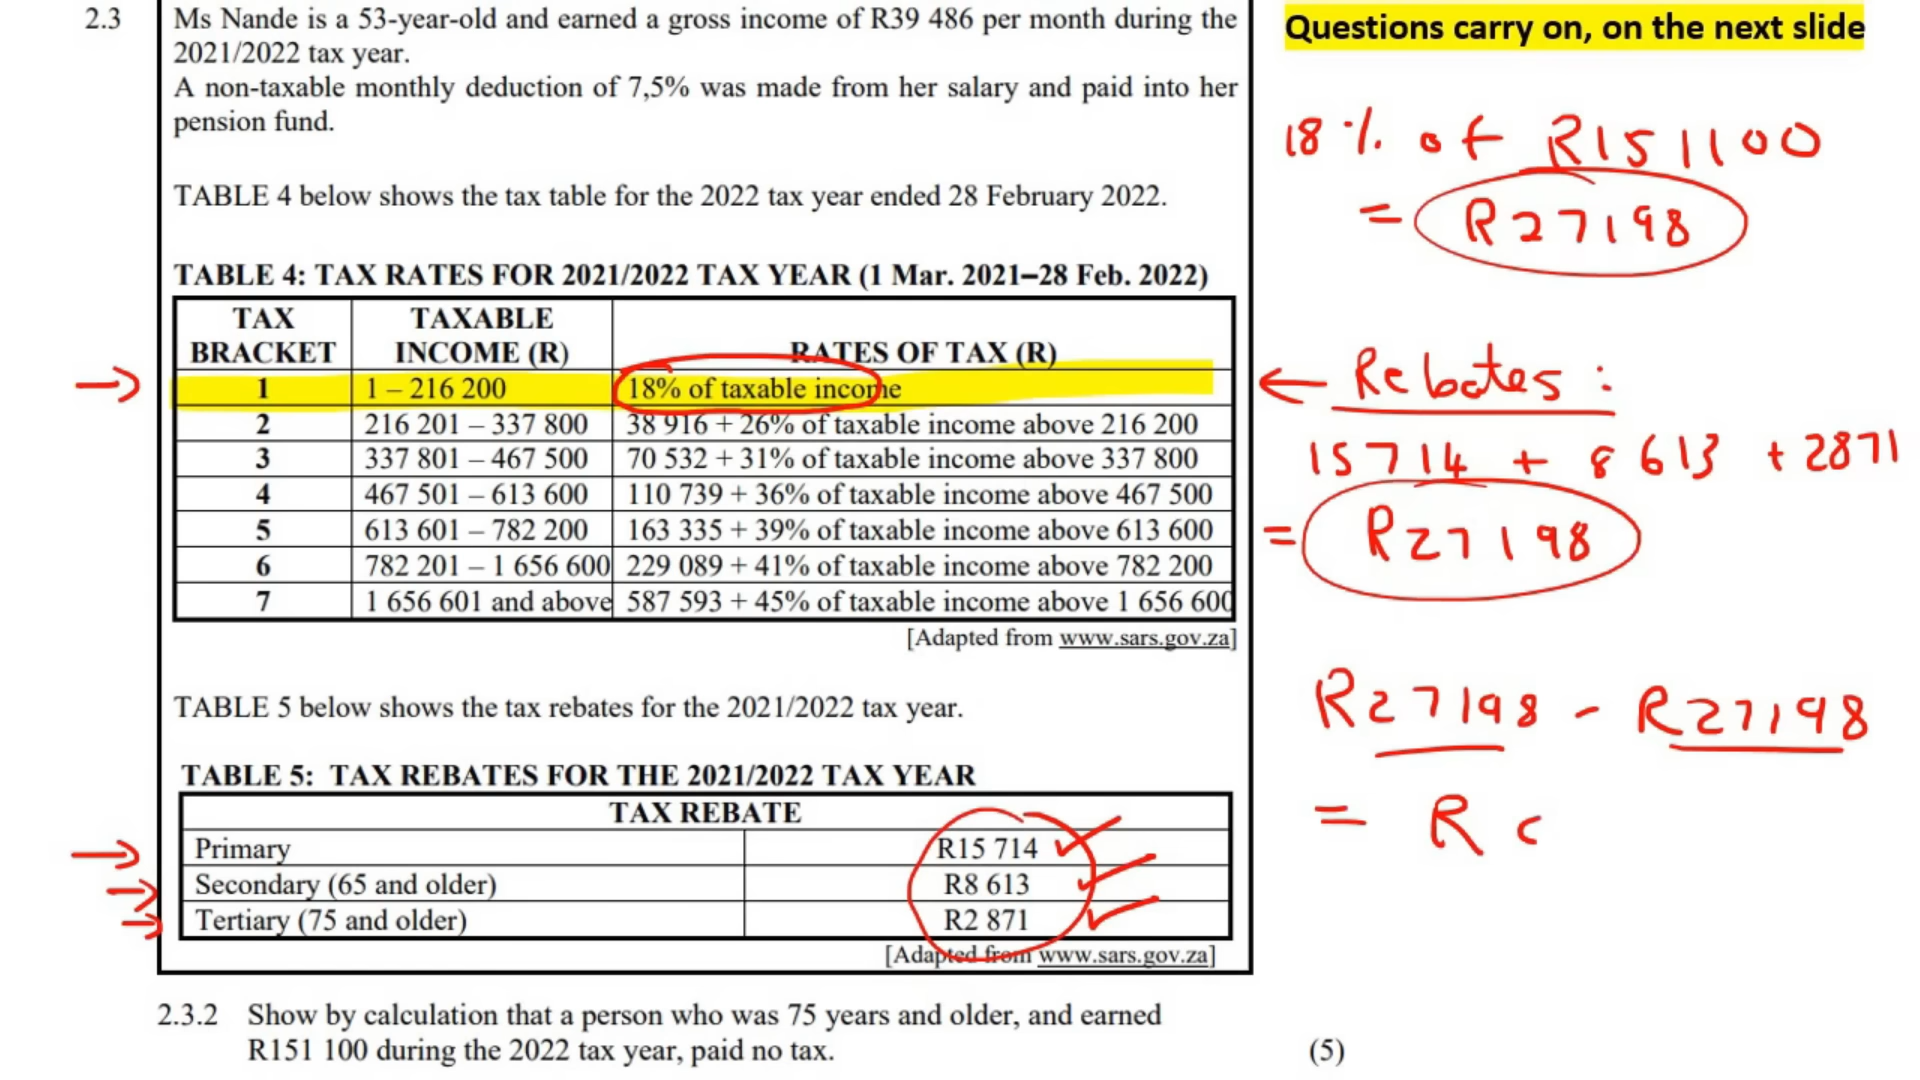 2.3 Ms Nande is a 53-year-old and earned a gross income of R39 486 per month during the
2021/2022 tax year.
A non-taxable monthly deduction of 7,5% was made from her salary and paid into her
pension fund.
TABLE 4 below shows the tax table for the 2022 tax year ended 28 February 2022.
TABLE 4: TAX RATES FOR 2021/2022 TAX YEAR (1 Mar. 2021–28 Feb. 2022)
TAX BRACKET TAXABLE INCOME (R) RATES OF TAX (R)
1 1 – 216 200 18% of taxable income
2 216 201 – 337 800 38 916 + 26% of taxable income above 216 200
3 337 801 – 467 500 70 532 + 31% of taxable income above 337 800
4 467 501 – 613 600 110 739 + 36% of taxable income above 467 500
5 613 601 – 782 200 163 335 + 39% of taxable income above 613 600
6 782 201 – 1 656 600 229 089 + 41% of taxable income above 782 200
7 1 656 601 and above 587 593 + 45% of taxable income above 1 656 600
[Adapted from www.sars.gov.za]
TABLE 5 below shows the tax rebates for the 2021/2022 tax year.
TABLE 5: TAX REBATES FOR THE 2021/2022 TAX YEAR
TAX REBATE
Primary R15 714
Secondary (65 and older) R8 613
Tertiary (75 and older) R2 871
[Adapted from www.sars.gov.za]
2.3.2 Show by calculation that a person who was 75 years and older, and earned
R151 100 during the 2022 tax year, paid no tax. (5)
Questions carry on, on the next slide
18% of R151100
= R27198
← Rebates:
15714 + 8613 + 2871
= R27198
R27198 - R27198
= R